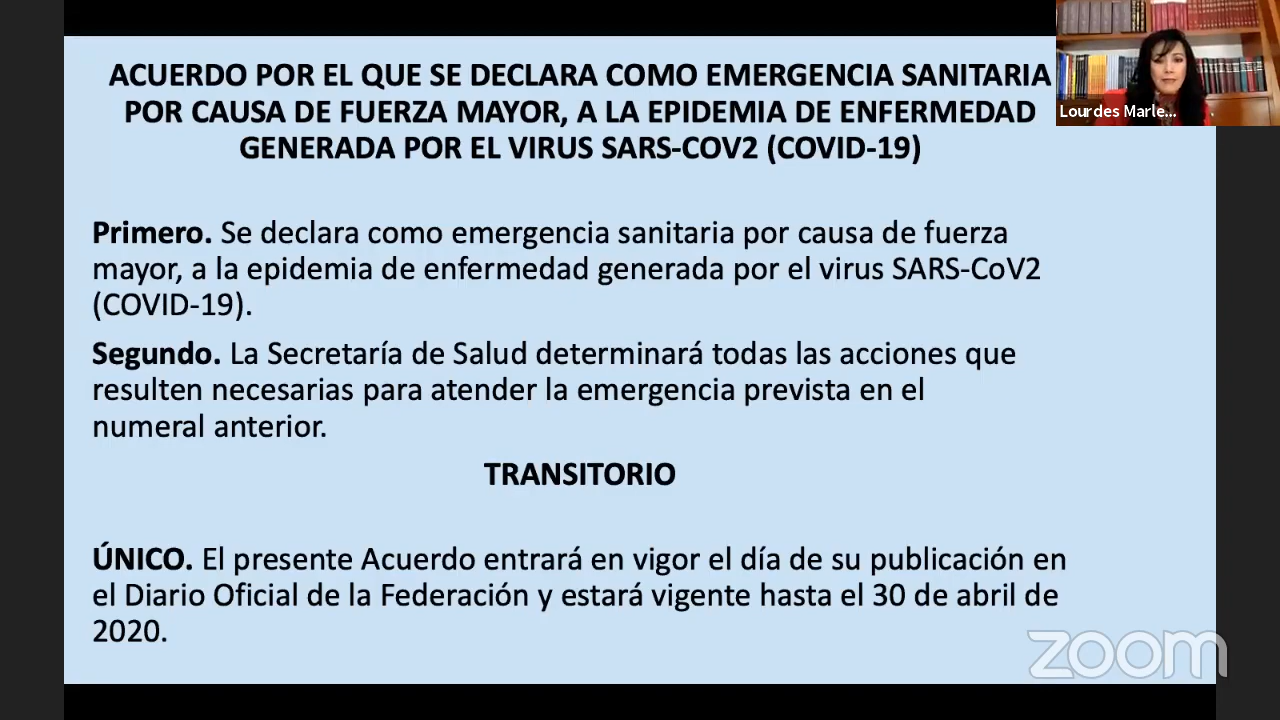 ACUERDO POR EL QUE SE DECLARA COMO EMERGENCIA SANITARIA
POR CAUSA DE FUERZA MAYOR, A LA EPIDEMIA DE ENFERMEDAD
GENERADA POR EL VIRUS SARS-COV2 (COVID-19)
Lourdes Marle...
Primero. Se declara como emergencia sanitaria por causa de fuerza
mayor, a la epidemia de enfermedad generada por el virus SARS-CoV2
(COVID-19).
Segundo. La Secretaría de Salud determinará todas las acciones que
resulten necesarias para atender la emergencia prevista en el
numeral anterior.
TRANSITORIO
ÚNICO. El presente Acuerdo entrará en vigor el día de su publicación en
el Diario Oficial de la Federación y estará vigente hasta el 30 de abril de
2020.
zoom